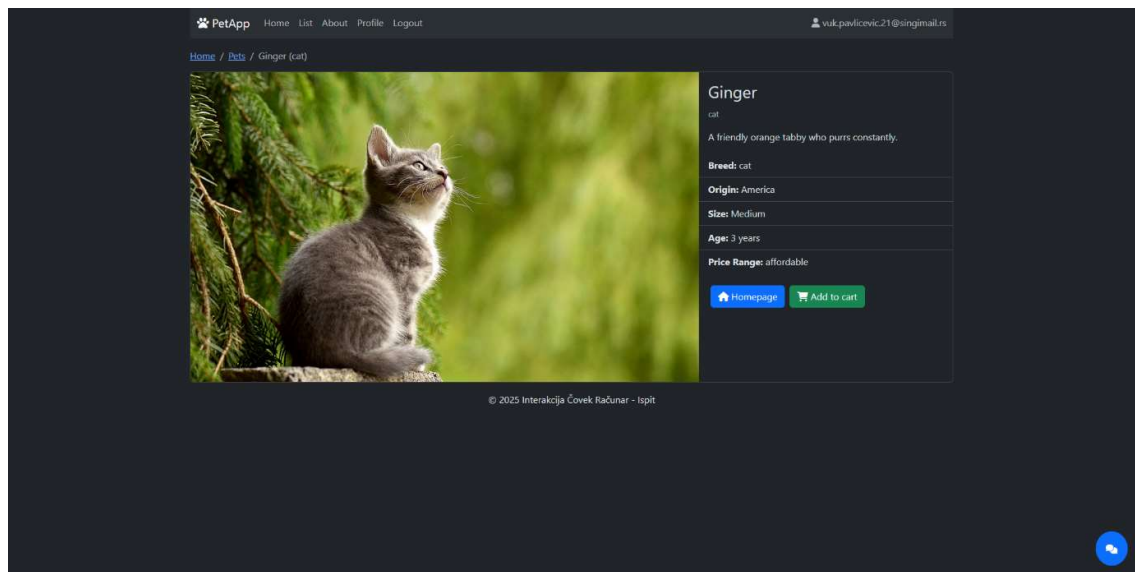 PetApp Home List About Profile Logout vuk.pavlicevic.21@singimail.rs
Home / Pets / Ginger (cat)
Ginger
cat
A friendly orange tabby who purrs constantly.
Breed: cat
Origin: America
Size: Medium
Age: 3 years
Price Range: affordable
Homepage Add to cart
© 2025 Interakcija Čovek Računar - Ispit